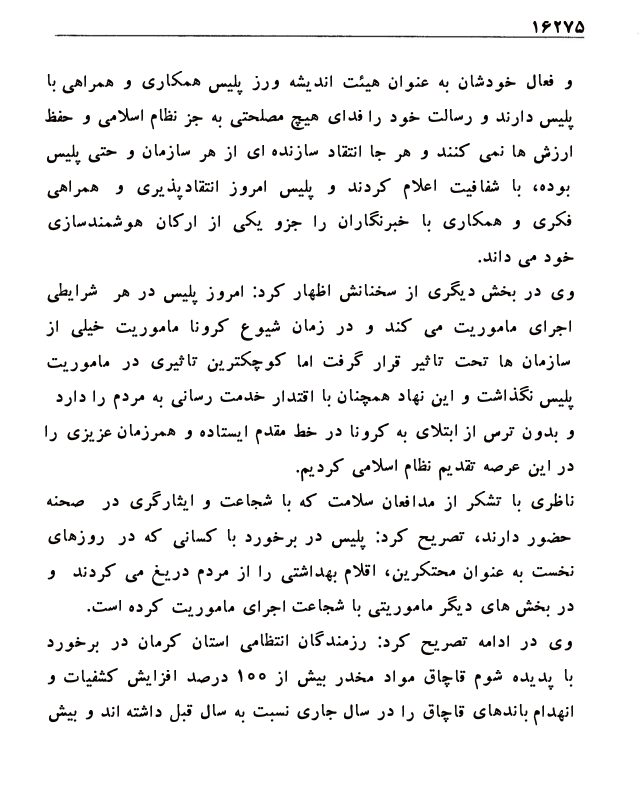 ۱۶۲۷۵
و فعال خودشان به عنوان هیئت اندیشه ورز پلیس همکاری و همراهی با
پلیس دارند و رسالت خود را فدای هیچ مصلحتی به جز نظام اسلامی و حفظ
ارزش ها نمی کنند و هر جا انتقاد سازنده ای از هر سازمان و حتی پلیس
بوده، با شفافیت اعلام کردند و پلیس امروز انتقادپذیری و همراهی
فکری و همکاری با خبرنگاران را جزو یکی از ارکان هوشمندسازی
خود می داند.
وی در بخش دیگری از سخنانش اظهار کرد: امروز پلیس در هر شرایطی
اجرای ماموریت می کند و در زمان شیوع کرونا ماموریت خیلی از
سازمان ها تحت تاثیر قرار گرفت اما کوچکترین تاثیری در ماموریت
پلیس نگذاشت و این نهاد همچنان با اقتدار خدمت رسانی به مردم را دارد
و بدون ترس از ابتلای به کرونا در خط مقدم ایستاده و همرزمان عزیزی را
در این عرصه تقدیم نظام اسلامی کردیم.
ناظری با تشکر از مدافعان سلامت که با شجاعت و ایثارگری در صحنه
حضور دارند، تصریح کرد: پلیس در برخورد با کسانی که در روزهای
نخست به عنوان محتکرین، اقلام بهداشتی را از مردم دریغ می کردند و
در بخش های دیگر ماموریتی با شجاعت اجرای ماموریت کرده است.
وی در ادامه تصریح کرد: رزمندگان انتظامی استان کرمان در برخورد
با پدیده شوم قاچاق مواد مخدر بیش از ۱۰۰ درصد افزایش کشفیات و
انهدام باندهای قاچاق را در سال جاری نسبت به سال قبل داشته اند و بیش